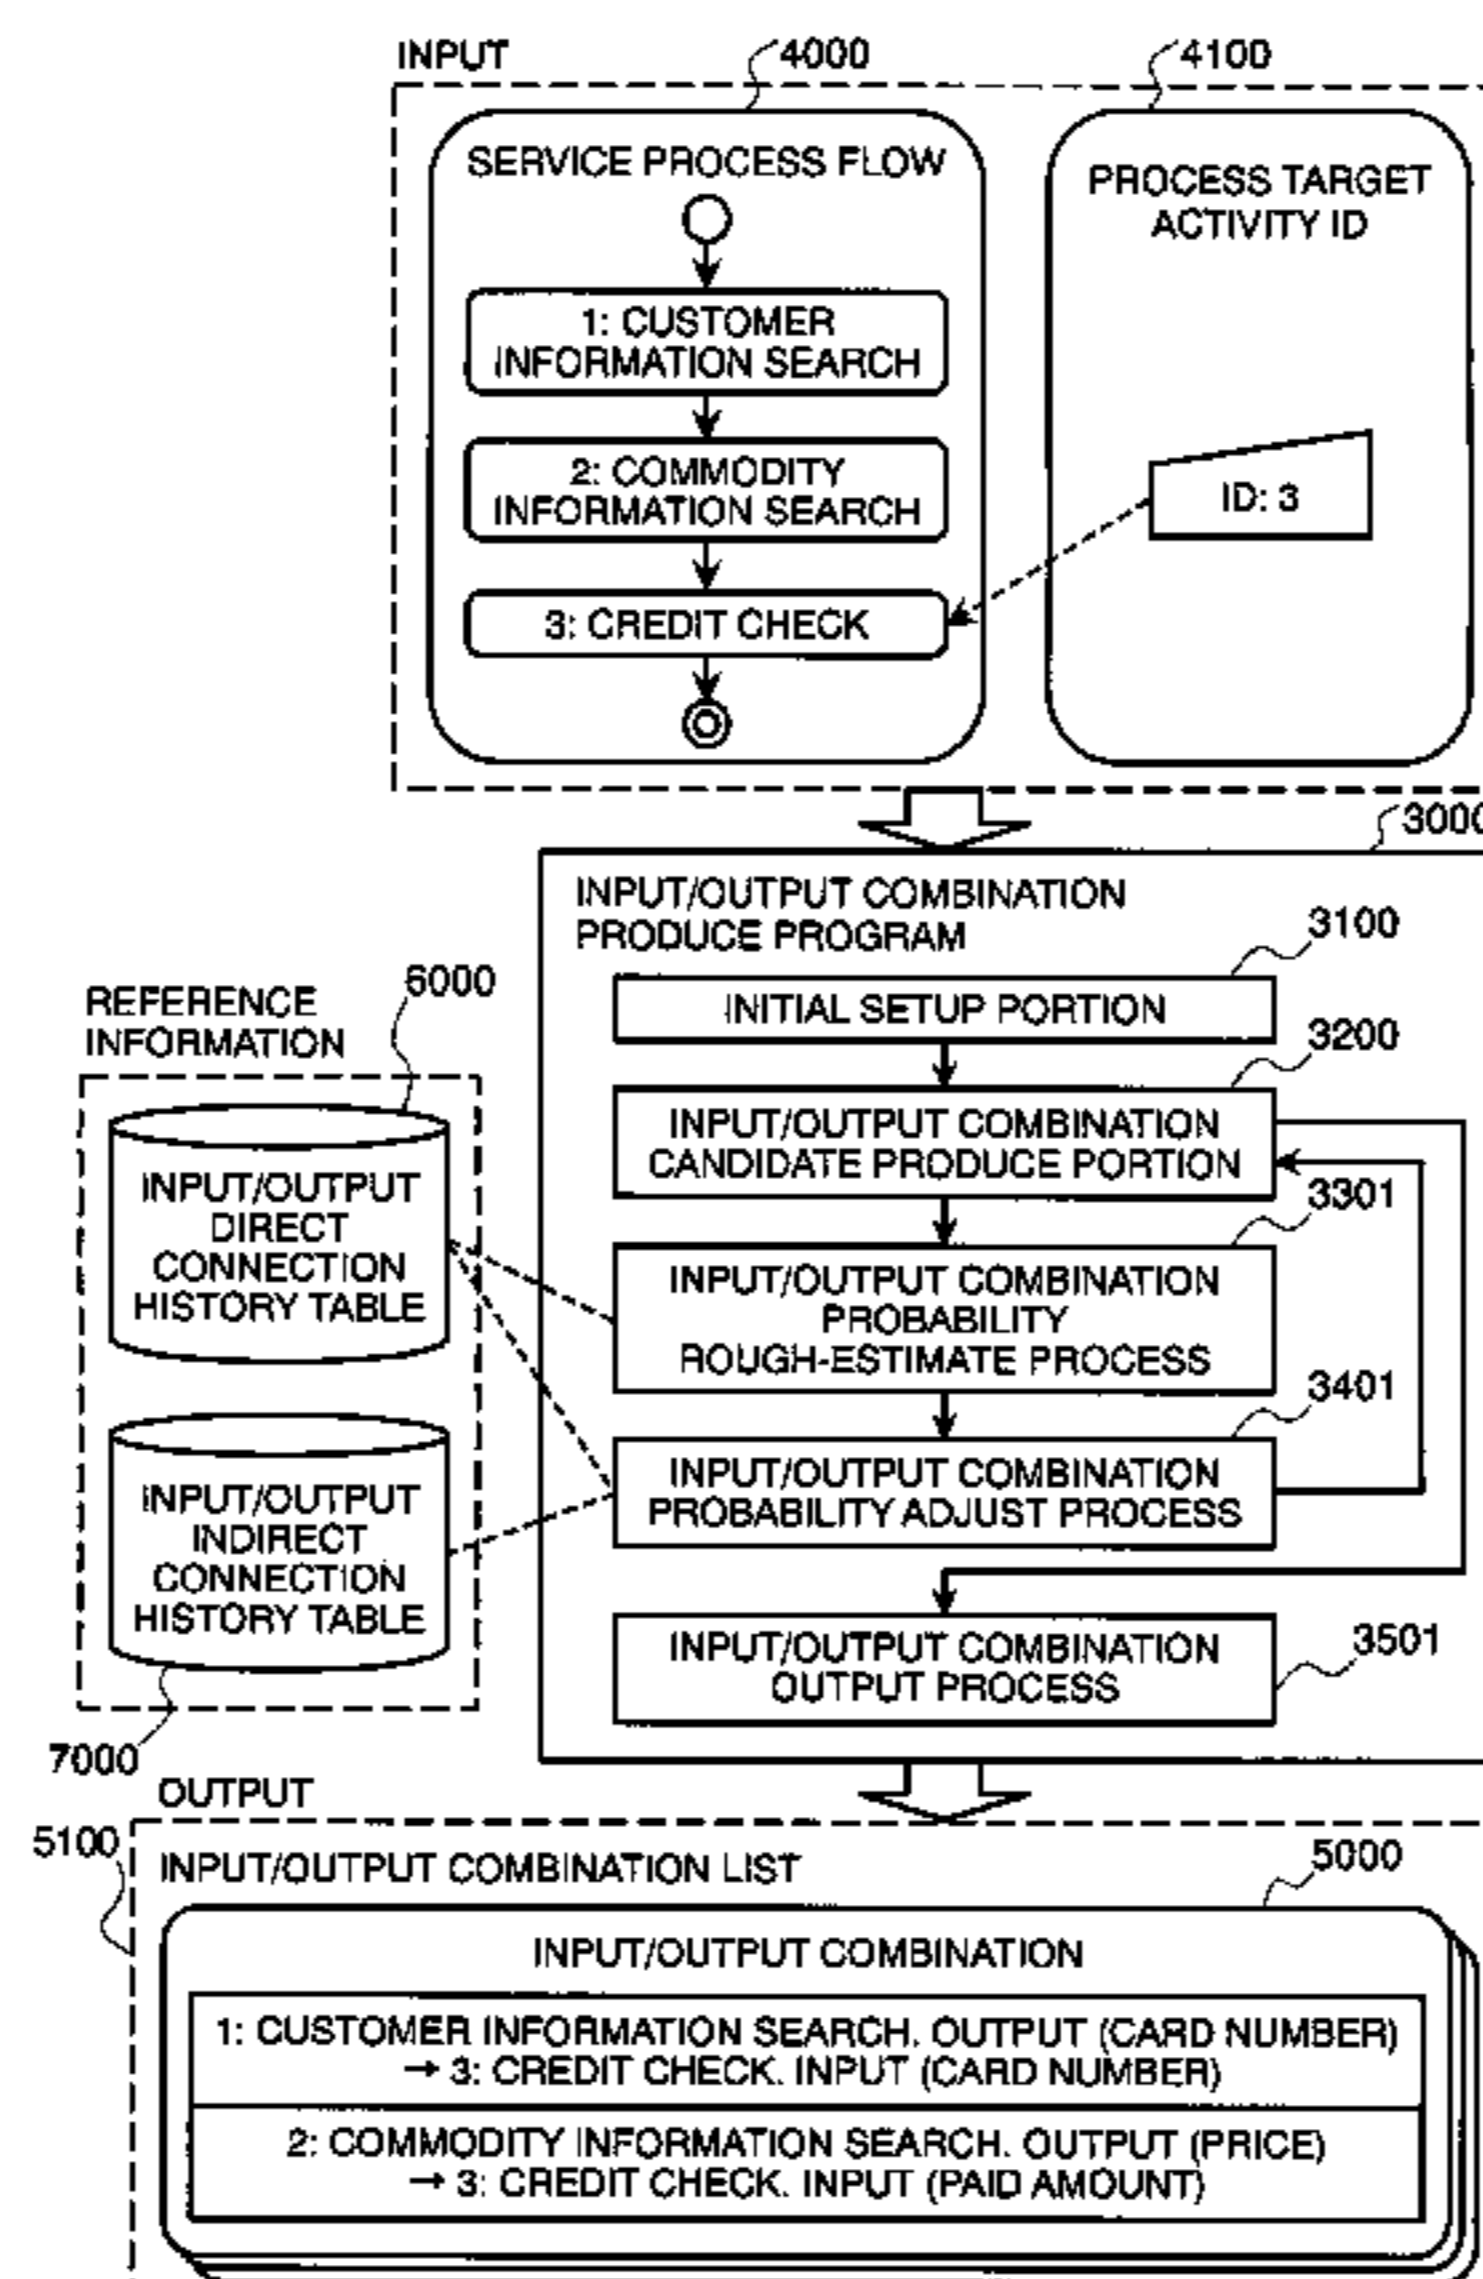 INPUT
4000
4100
SERVICE PROCESS FLOW
1: CUSTOMER
INFORMATION SEARCH
2: COMMODITY
INFORMATION SEARCH
3: CREDIT CHECK
PROCESS TARGET
ACTIVITY ID
ID: 3
3000
INPUT/OUTPUT COMBINATION
PRODUCE PROGRAM
3100
INITIAL SETUP PORTION
3200
INPUT/OUTPUT COMBINATION
CANDIDATE PRODUCE PORTION
3301
INPUT/OUTPUT COMBINATION
PROBABILITY
ROUGH-ESTIMATE PROCESS
3401
INPUT/OUTPUT COMBINATION
PROBABILITY ADJUST PROCESS
INPUT/OUTPUT COMBINATION
OUTPUT PROCESS
3501
REFERENCE
INFORMATION
6000
INPUT/OUTPUT
DIRECT
CONNECTION
HISTORY TABLE
INPUT/OUTPUT
INDIRECT
CONNECTION
HISTORY TABLE
7000
OUTPUT
5100
INPUT/OUTPUT COMBINATION LIST
5000
INPUT/OUTPUT COMBINATION
1: CUSTOMER INFORMATION SEARCH. OUTPUT (CARD NUMBER)
→ 3: CREDIT CHECK. INPUT (CARD NUMBER)
2: COMMODITY INFORMATION SEARCH. OUTPUT (PRICE)
→ 3: CREDIT CHECK. INPUT (PAID AMOUNT)